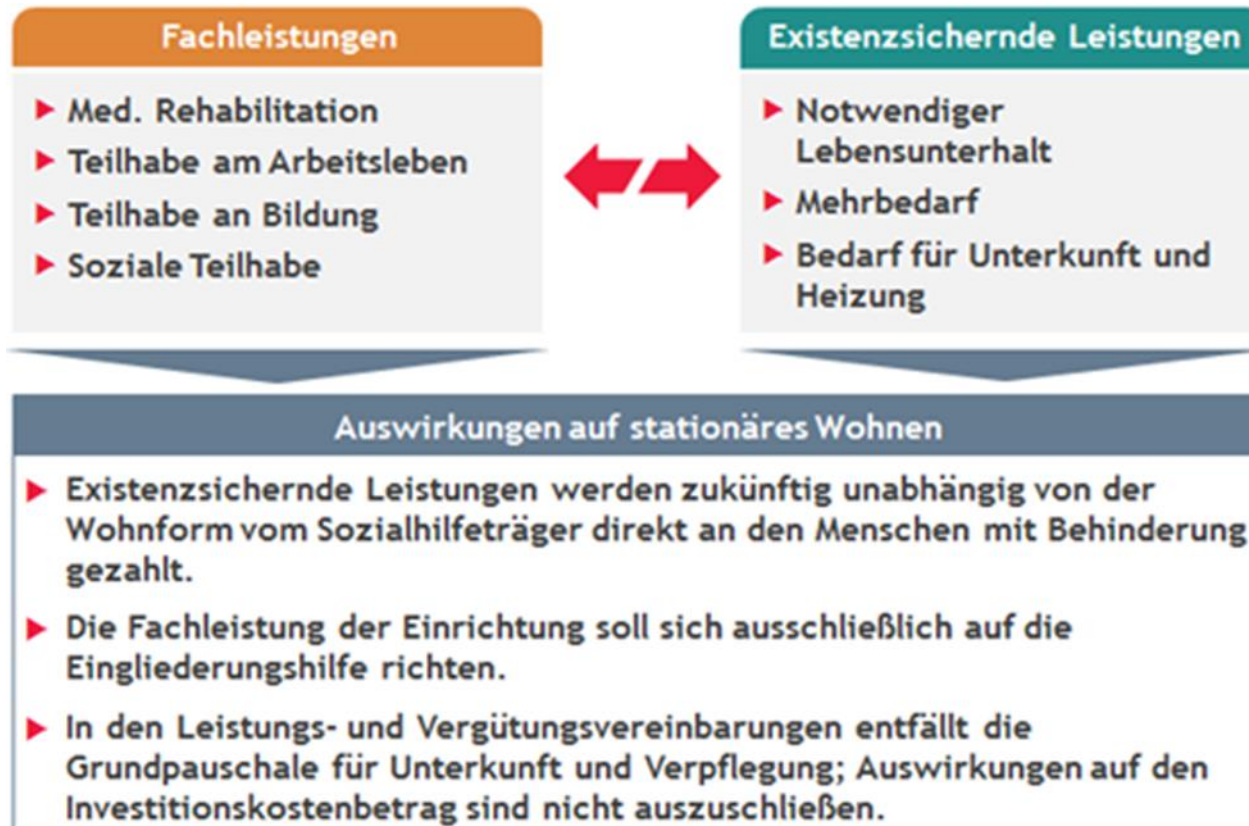 Fachleistungen
Med. Rehabilitation
Teilhabe am Arbeitsleben
Teilhabe an Bildung
Soziale Teilhabe
Existenzsichernde Leistungen
Notwendiger
Lebensunterhalt
Mehrbedarf
Bedarf für Unterkunft und
Heizung
Auswirkungen auf stationäres Wohnen
Existenzsichernde Leistungen werden zukünftig unabhängig von der
Wohnform vom Sozialhilfeträger direkt an den Menschen mit Behinderung
gezahlt.
Die Fachleistung der Einrichtung soll sich ausschließlich auf die
Eingliederungshilfe richten.
In den Leistungs- und Vergütungsvereinbarungen entfällt die
Grundpauschale für Unterkunft und Verpflegung; Auswirkungen auf den
Investitionskostenbetrag sind nicht auszuschließen.